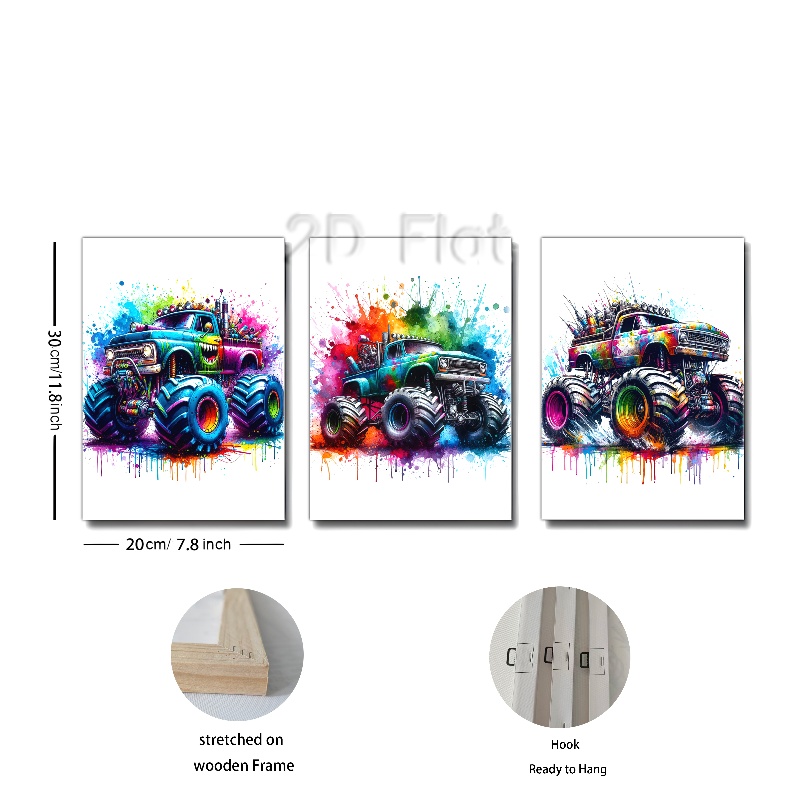 2D Flat
30cm/11.8inch
20cm/ 7.8 inch
stretched on
wooden Frame
Hook
Ready to Hang